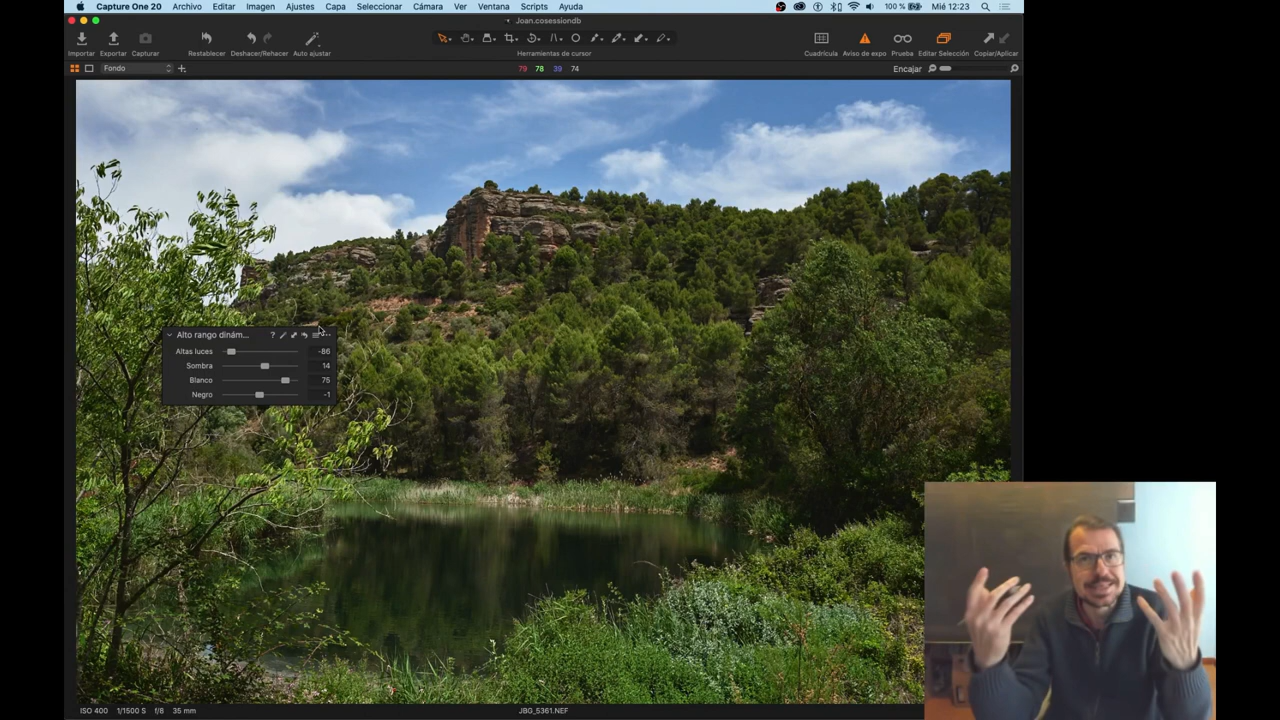 Capture One 20 Archivo Editar Imagen Ajustes Capa Seleccionar Cámara Ver Ventana Scripts Ayuda 100 % Mié 12:23
Joan.cosessiondb
Importar Exportar Capturar Restablecer Deshacer/Rehacer Auto ajustar Herramientas de cursor Cuadrícula Aviso de expo Prueba Editar Selección Copiar/Aplicar
Fondo 79 78 39 74 Encajar
Alto rango dinám... ?
Altas luces -86
Sombra 14
Blanco 75
Negro -1
ISO 400 1/1500 S f/8 35 mm JBG_5361.NEF